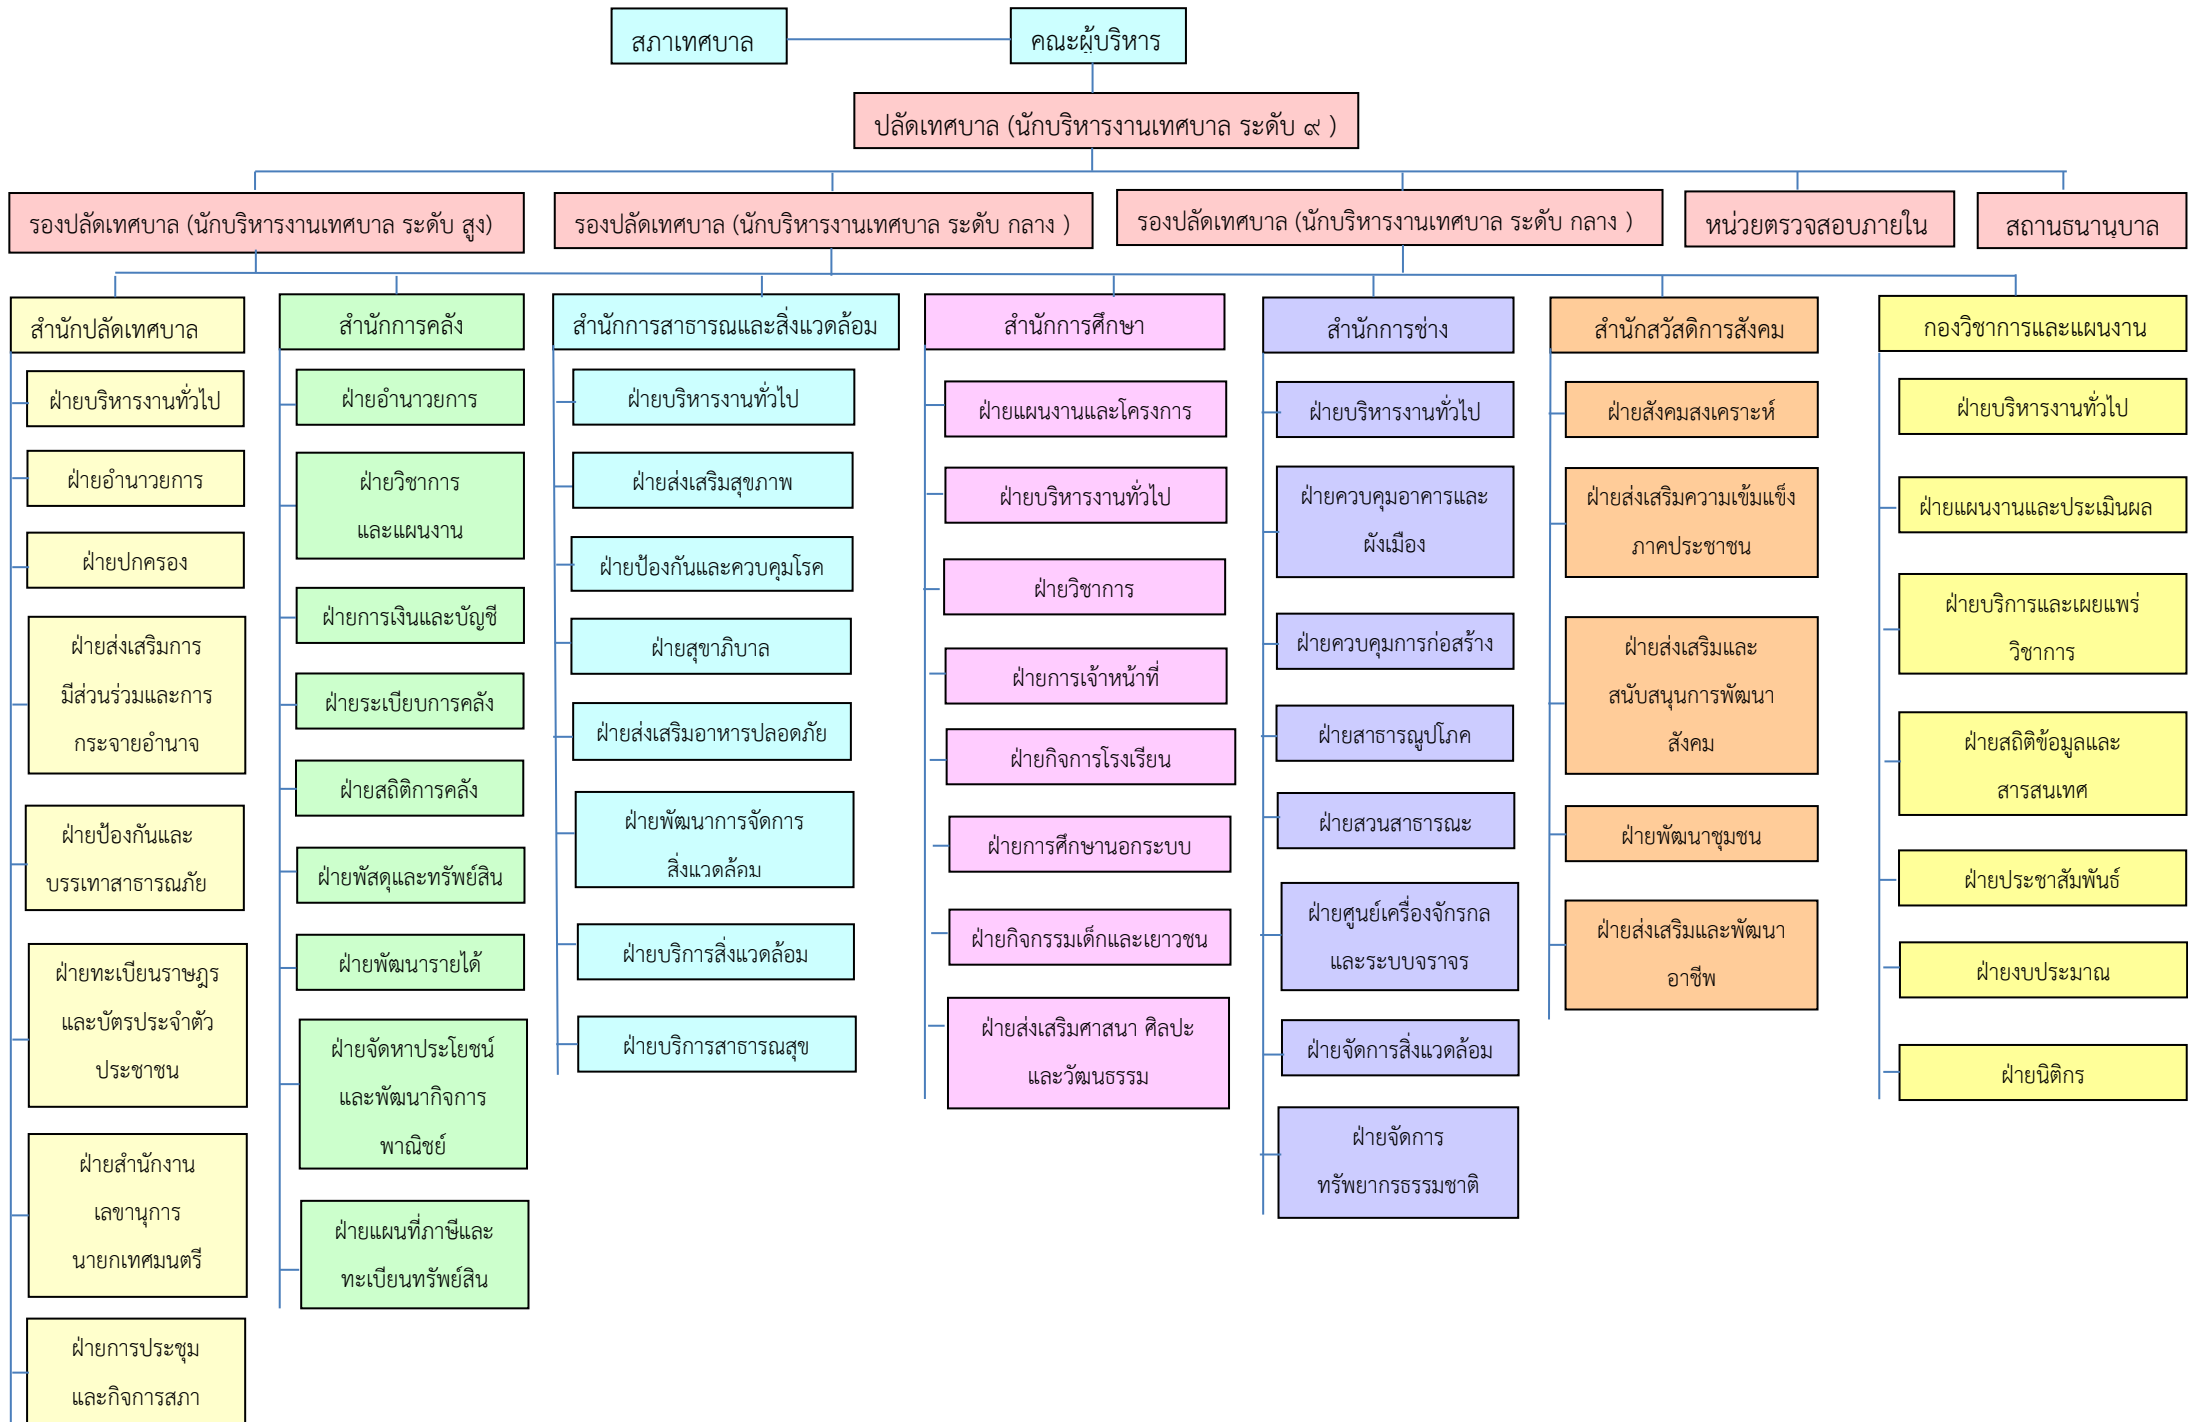 สภาเทศบาล
คณะผู้บริหาร
ปลัดเทศบาล (นักบริหารงานเทศบาล ระดับ ๙ )
รองปลัดเทศบาล (นักบริหารงานเทศบาล ระดับ สูง)
รองปลัดเทศบาล (นักบริหารงานเทศบาล ระดับ กลาง )
รองปลัดเทศบาล (นักบริหารงานเทศบาล ระดับ กลาง )
หน่วยตรวจสอบภายใน
สถานธนานุบาล
สำนักปลัดเทศบาล
ฝ่ายบริหารงานทั่วไป
ฝ่ายอำนาวยการ
ฝ่ายปกครอง
ฝ่ายส่งเสริมการ
มีส่วนร่วมและการ
กระจายอำนาจ
ฝ่ายป้องกันและ
บรรเทาสาธารณภัย
ฝ่ายทะเบียนราษฎร
และบัตรประจำตัว
ประชาชน
ฝ่ายสำนักงาน
เลขานุการ
นายกเทศมนตรี
ฝ่ายการประชุม
และกิจการสภา
สำนักการคลัง
ฝ่ายอำนาวยการ
ฝ่ายวิชาการ
และแผนงาน
ฝ่ายการเงินและบัญชี
ฝ่ายระเบียบการคลัง
ฝ่ายสถิติการคลัง
ฝ่ายพัสดุและทรัพย์สิน
ฝ่ายพัฒนารายได้
ฝ่ายจัดหาประโยชน์
และพัฒนากิจการ
พาณิชย์
ฝ่ายแผนที่ภาษีและ
ทะเบียนทรัพย์สิน
สำนักการสาธารณและสิ่งแวดล้อม
ฝ่ายบริหารงานทั่วไป
ฝ่ายส่งเสริมสุขภาพ
ฝ่ายป้องกันและควบคุมโรค
ฝ่ายสุขาภิบาล
ฝ่ายส่งเสริมอาหารปลอดภัย
ฝ่ายพัฒนาการจัดการ
สิ่งแวดล้อม
ฝ่ายบริการสิ่งแวดล้อม
ฝ่ายบริการสาธารณสุข
สำนักการศึกษา
ฝ่ายแผนงานและโครงการ
ฝ่ายบริหารงานทั่วไป
ฝ่ายวิชาการ
ฝ่ายการเจ้าหน้าที่
ฝ่ายกิจการโรงเรียน
ฝ่ายการศึกษานอกระบบ
ฝ่ายกิจกรรมเด็กและเยาวชน
ฝ่ายส่งเสริมศาสนา ศิลปะ
และวัฒนธรรม
สำนักการช่าง
ฝ่ายบริหารงานทั่วไป
ฝ่ายควบคุมอาคารและ
ผังเมือง
ฝ่ายควบคุมการก่อสร้าง
ฝ่ายสาธารณูปโภค
ฝ่ายสวนสาธารณะ
ฝ่ายศูนย์เครื่องจักรกล
และระบบจราจร
ฝ่ายจัดการสิ่งแวดล้อม
ฝ่ายจัดการ
ทรัพยากรธรรมชาติ
สำนักสวัสดิการสังคม
ฝ่ายสังคมสงเคราะห์
ฝ่ายส่งเสริมความเข้มแข็ง
ภาคประชาชน
ฝ่ายส่งเสริมและ
สนับสนุนการพัฒนา
สังคม
ฝ่ายพัฒนาชุมชน
ฝ่ายส่งเสริมและพัฒนา
อาชีพ
กองวิชาการและแผนงาน
ฝ่ายบริหารงานทั่วไป
ฝ่ายแผนงานและประเมินผล
ฝ่ายบริการและเผยแพร่
วิชาการ
ฝ่ายสถิติข้อมูลและ
สารสนเทศ
ฝ่ายประชาสัมพันธ์
ฝ่ายงบประมาณ
ฝ่ายนิติกร